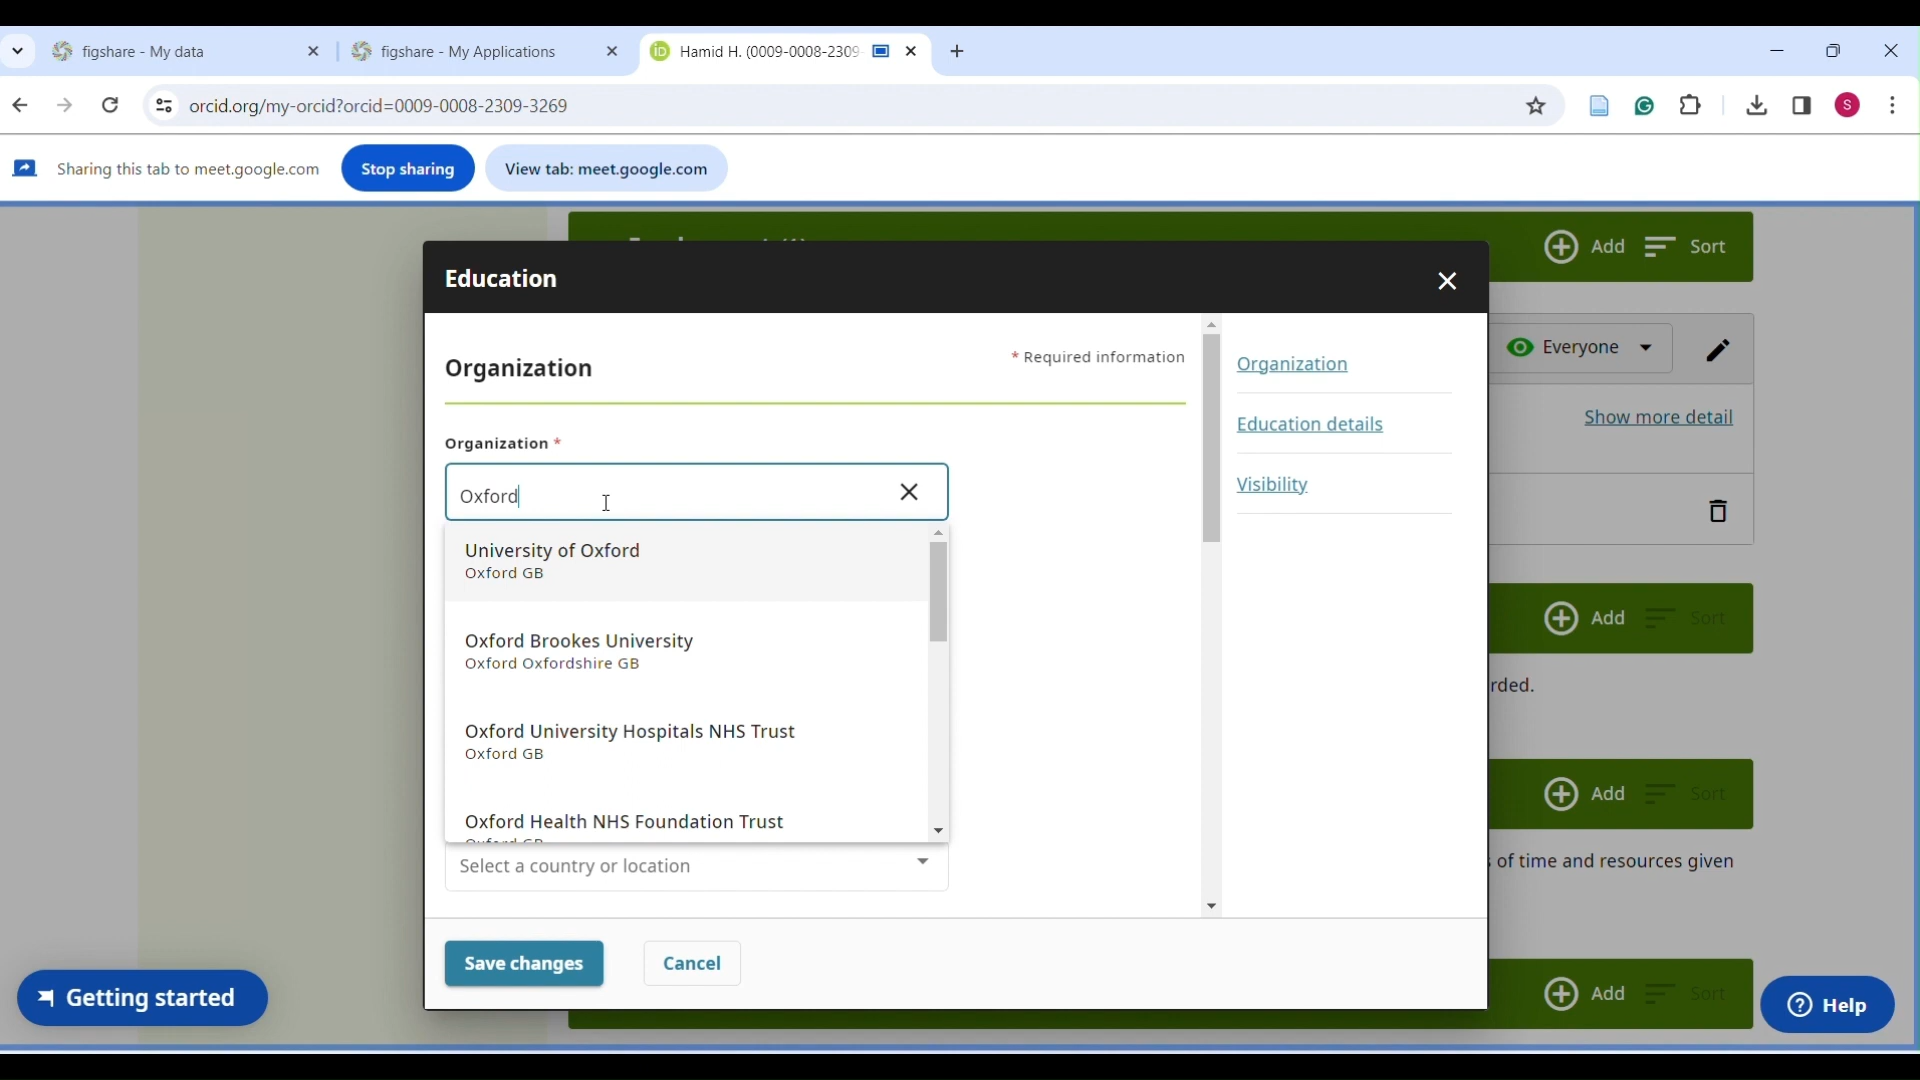 figshare - My data
figshare - My Applications
Hamid H. (0009-0008-2309-
orcid.org/my-orcid?orcid=0009-0008-2309-3269
S
Sharing this tab to meet.google.com
Stop sharing
View tab: meet.google.com
Add
Sort
Education
Organization
* Required information
Organization *
Oxford
University of Oxford
Oxford GB
Oxford Brookes University
Oxford Oxfordshire GB
Oxford University Hospitals NHS Trust
Oxford GB
Oxford Health NHS Foundation Trust
Oxford GB
Select a country or location
Save changes
Cancel
Organization
Education details
Visibility
Everyone
Show more detail
Add
Sort
rded.
Add
Sort
of time and resources given
Add
Sort
Getting started
Help